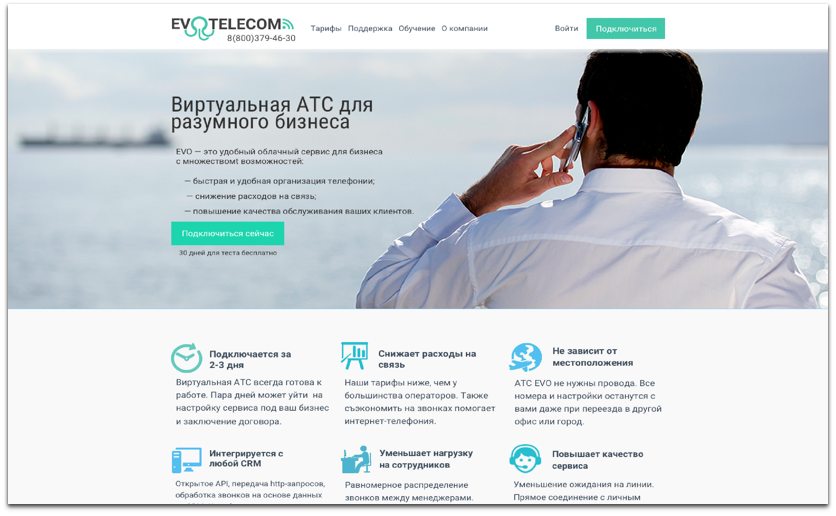 EVOTELECOM
8(800)379-46-30
Тарифы Поддержка Обучение О компании
Войти
Подключиться
Виртуальная АТС для
разумного бизнеса
EVO — это удобный облачный сервис для бизнеса
с множествомt возможностей:
— быстрая и удобная организация телефонии;
— снижение расходов на связь;
— повышение качества обслуживания ваших клиентов.
Подключиться сейчас
30 дней для теста бесплатно
Подключается за
2-3 дня
Виртуальная АТС всегда готова к
работе. Пара дней может уйти на
настройку сервиса под ваш бизнес
и заключение договора.
Снижает расходы на
связь
Наши тарифы ниже, чем у
большинства операторов. Также
съэкономить на звонках помогает
интернет-телефония.
Не зависит от
местоположения
АТС EVO не нужны провода. Все
номера и настройки останутся с
вами даже при переезда в другой
офис или город.
Интегрируется с
любой CRM
Открытое API, передача http-запросов,
обработка звонков на основе данных
Уменьшает нагрузку
на сотрудников
Равномерное распределение
звонков между менеджерами.
Повышает качество
сервиса
Уменьшение ожидания на линии.
Прямое соединение с личным